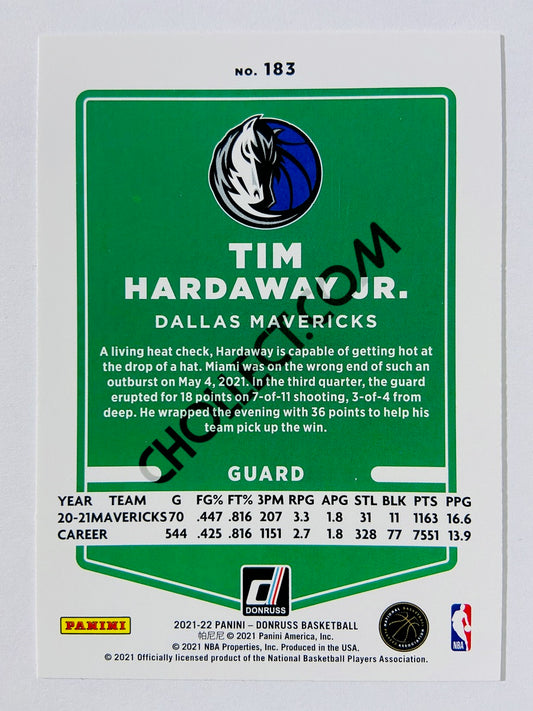 NO. 183
TIM
HARDAWAY JR.
DALLAS MAVERICKS
A living heat check, Hardaway is capable of getting hot at
the drop of a hat. Miami was on the wrong end of such an
outburst on May 4, 2021. In the third quarter, the guard
erupted for 18 points on 7-of-11 shooting, 3-of-4 from
deep. He wrapped the evening with 36 points to help his
team pick up the win.
CHOLLECT.COM
GUARD
YEAR TEAM G FG% FT% 3PM RPG APG STL BLK PTS PPG
20-21 MAVERICKS 70 .447 .816 207 3.3 1.8 31 11 1163 16.6
CAREER 544 .425 .816 1151 2.7 1.8 328 77 7551 13.9
DONRUSS
PANINI
2021-22 PANINI – DONRUSS BASKETBALL
帕尼尼 © 2021 Panini America, Inc.
© 2021 NBA Properties, Inc. Produced in the USA.
© 2021 Officially licensed product of the National Basketball Players Association.
NATIONAL BASKETBALL
NBA